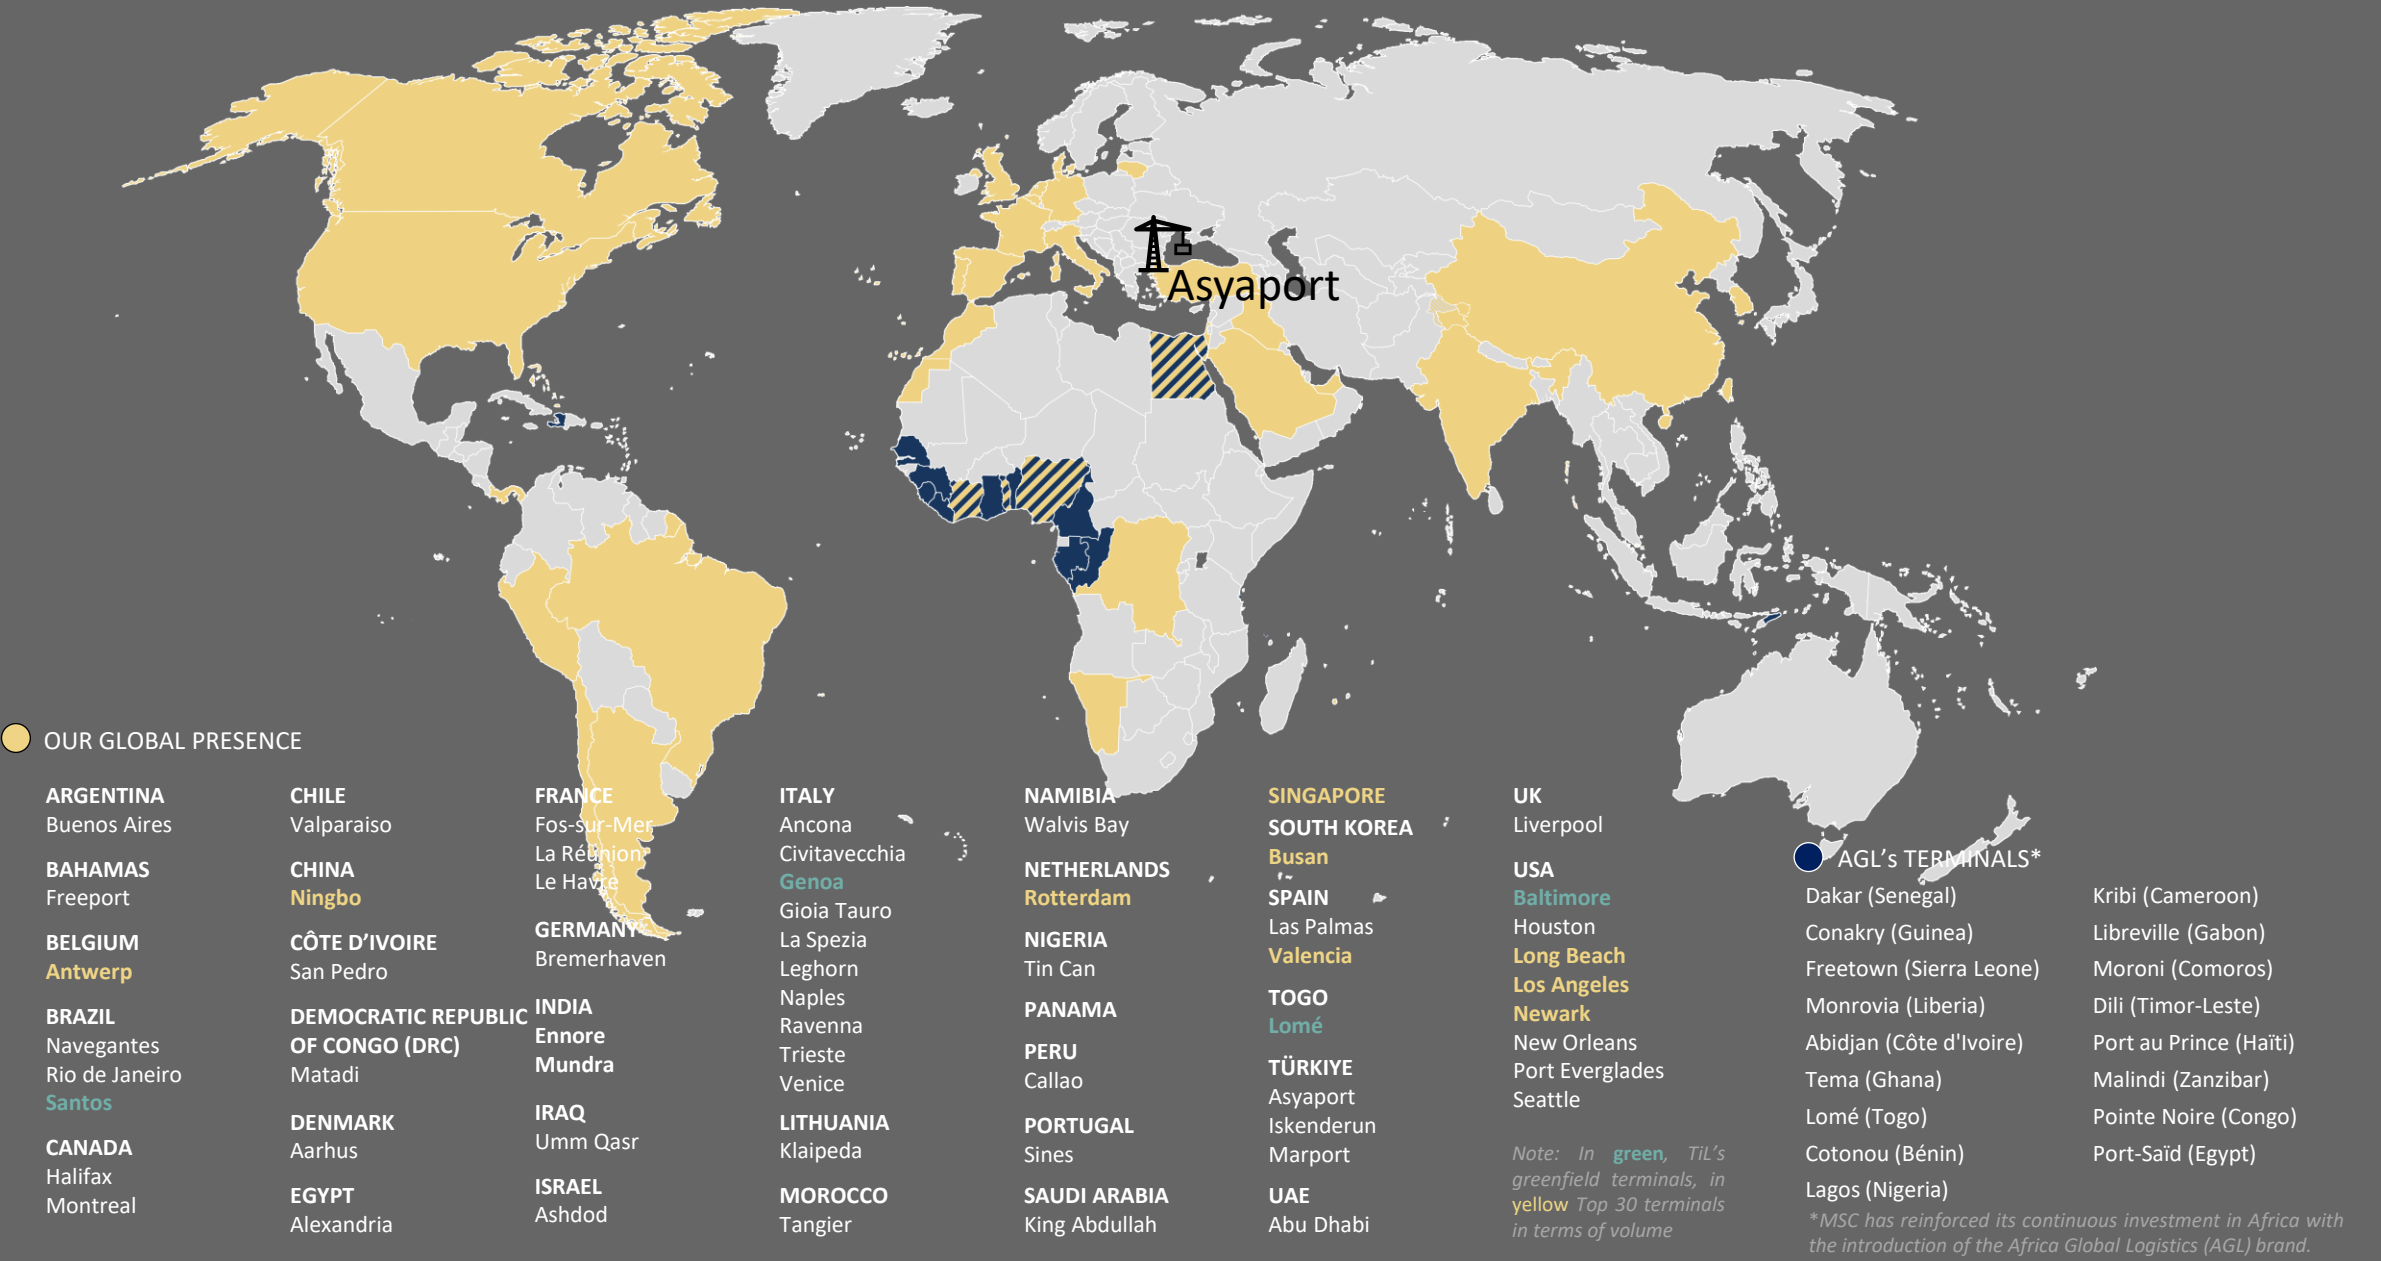 Asyaport
OUR GLOBAL PRESENCE
ARGENTINA
Buenos Aires
BAHAMAS
Freeport
BELGIUM
Antwerp
BRAZIL
Navegantes
Rio de Janeiro
Santos
CANADA
Halifax
Montreal
CHILE
Valparaiso
CHINA
Ningbo
CÔTE D’IVOIRE
San Pedro
DEMOCRATIC REPUBLIC
OF CONGO (DRC)
Matadi
DENMARK
Aarhus
EGYPT
Alexandria
FRANCE
Fos-sur-Mer
La Réunion
Le Havre
GERMANY
Bremerhaven
INDIA
Ennore
Mundra
IRAQ
Umm Qasr
ISRAEL
Ashdod
ITALY
Ancona
Civitavecchia
Genoa
Gioia Tauro
La Spezia
Leghorn
Naples
Ravenna
Trieste
Venice
LITHUANIA
Klaipeda
MOROCCO
Tangier
NAMIBIA
Walvis Bay
NETHERLANDS
Rotterdam
NIGERIA
Tin Can
PANAMA
PERU
Callao
PORTUGAL
Sines
SAUDI ARABIA
King Abdullah
SINGAPORE
SOUTH KOREA
Busan
SPAIN
Las Palmas
Valencia
TOGO
Lomé
TÜRKIYE
Asyaport
Iskenderun
Marport
UAE
Abu Dhabi
UK
Liverpool
USA
Baltimore
Houston
Long Beach
Los Angeles
Newark
New Orleans
Port Everglades
Seattle
Note: In green, TiL’s
greenfield terminals, in
yellow Top 30 terminals
in terms of volume
AGL’s TERMINALS*
Dakar (Senegal)
Conakry (Guinea)
Freetown (Sierra Leone)
Monrovia (Liberia)
Abidjan (Côte d'Ivoire)
Tema (Ghana)
Lomé (Togo)
Cotonou (Bénin)
Lagos (Nigeria)
Kribi (Cameroon)
Libreville (Gabon)
Moroni (Comoros)
Dili (Timor-Leste)
Port au Prince (Haïti)
Malindi (Zanzibar)
Pointe Noire (Congo)
Port-Saïd (Egypt)
*MSC has reinforced its continuous investment in Africa with
the introduction of the Africa Global Logistics (AGL) brand.